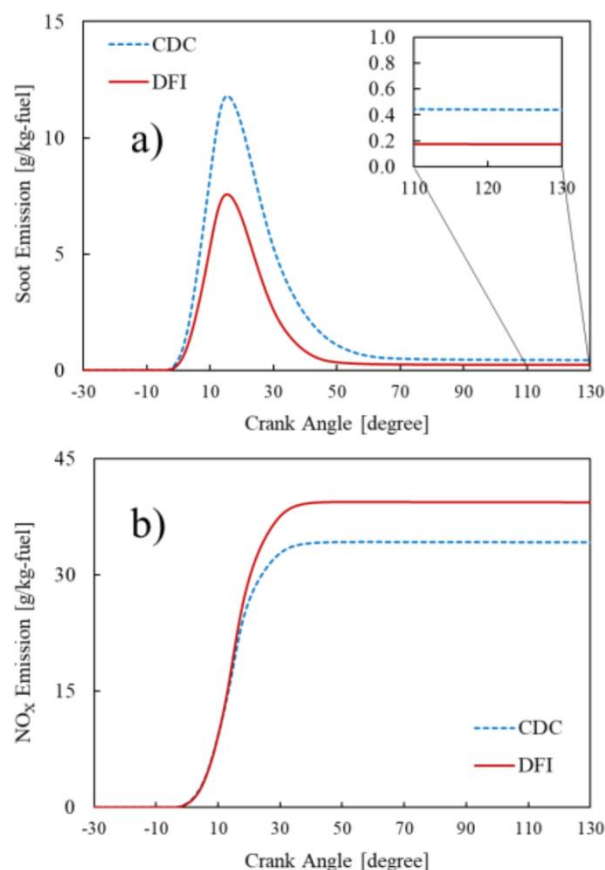 15
CDC
DFI
a)
10
5
0
Soot Emission [g/kg-fuel]
1.0
0.8
0.6
0.4
0.2
0.0
110 120 130
-30 -10 10 30 50 70 90 110 130
Crank Angle [degree]
45
b)
30
15
0
NOX Emission [g/kg-fuel]
CDC
DFI
-30 -10 10 30 50 70 90 110 130
Crank Angle [degree]